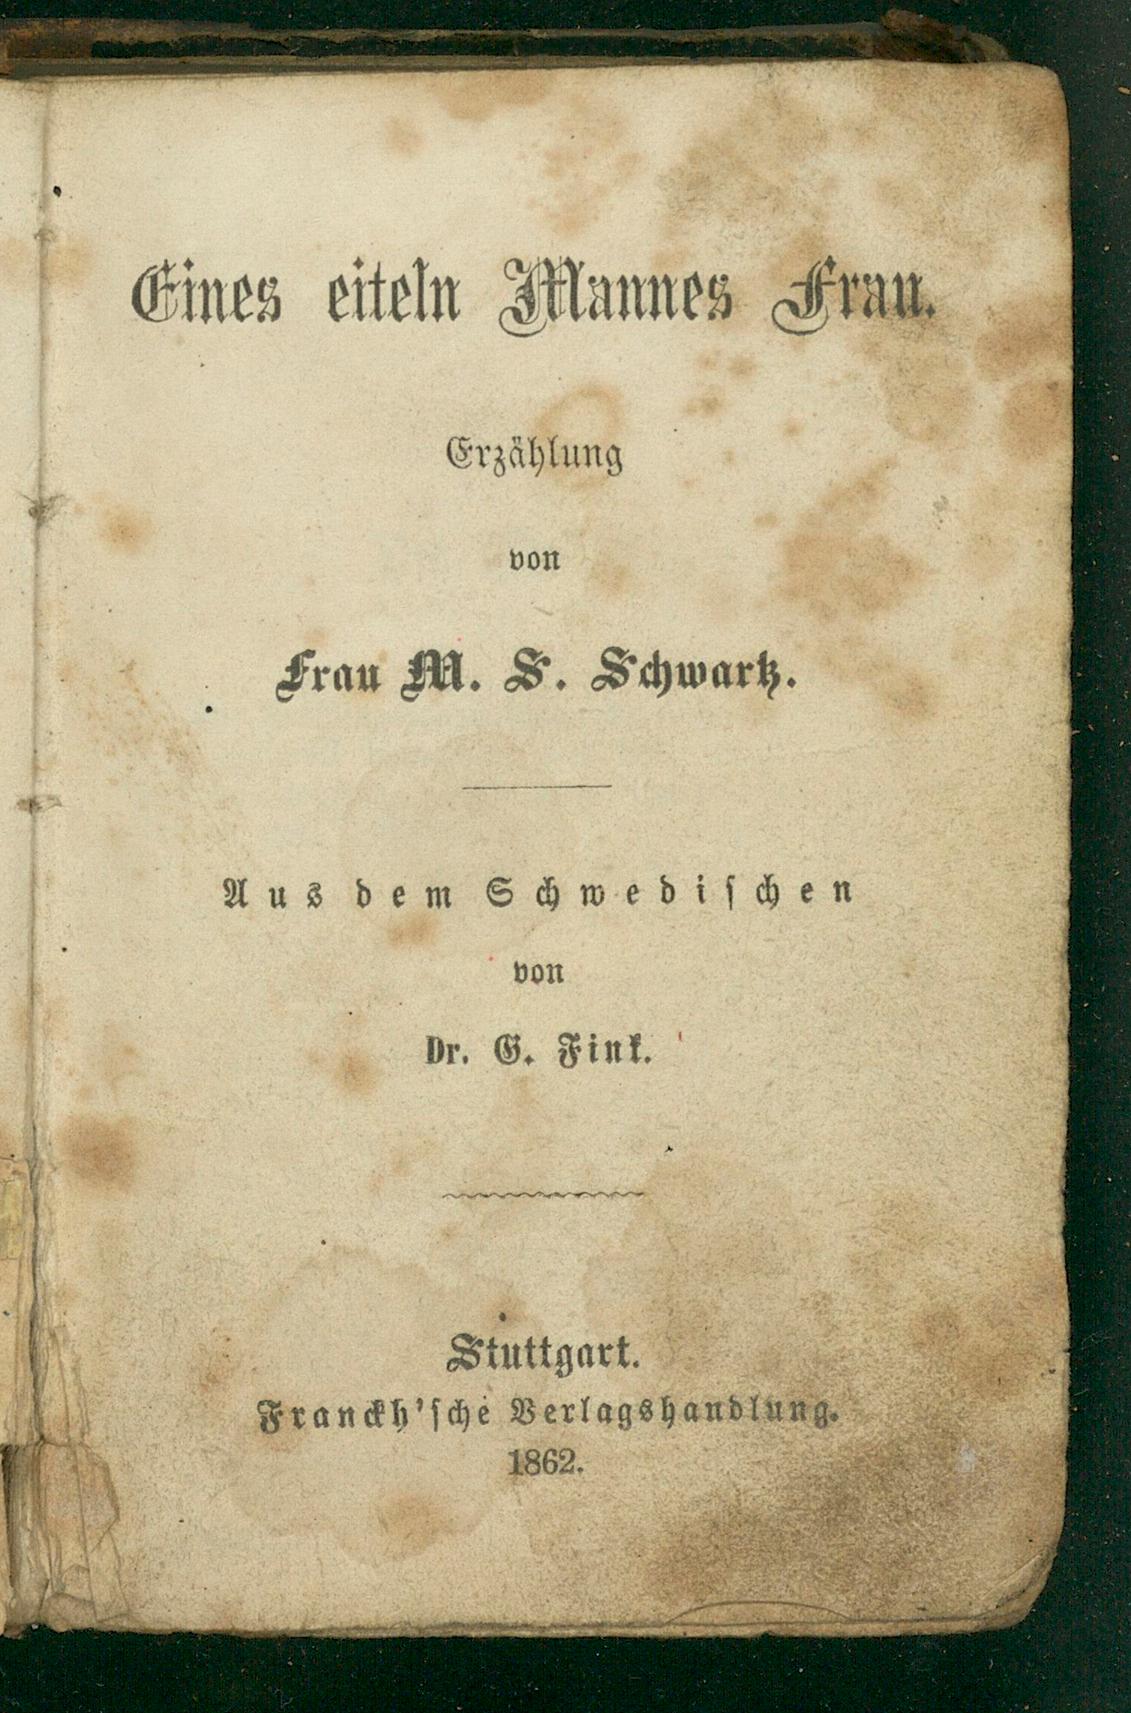 Eines eiteln Mannes Frau.
Erzählung
von
Frau M. S. Schwartz.
Aus dem Schwediſchen
von
Dr. G. Fink.
Stuttgart.
Franckh'ſche Verlagshandlung.
1862.